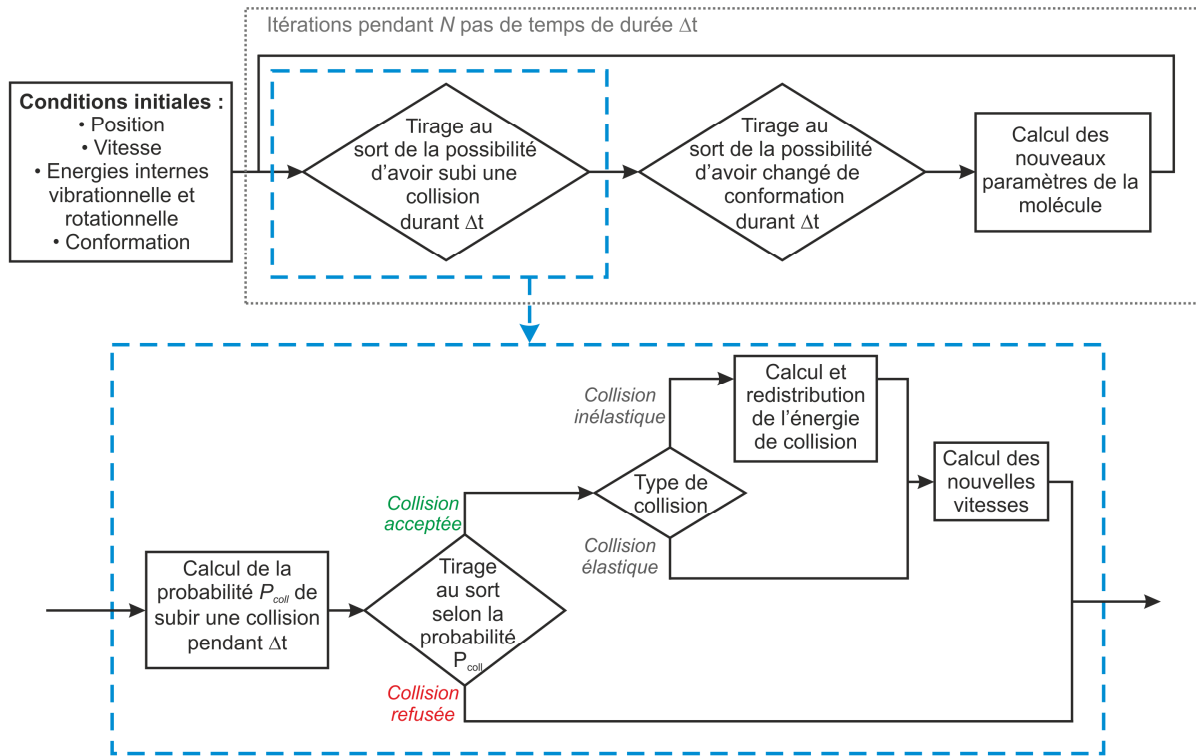 Itérations pendant N pas de temps de durée Δt
Conditions initiales :
• Position
• Vitesse
• Energies internes
vibrationnelle et
rotationnelle
• Conformation
Tirage au
sort de la possibilité
d'avoir subi une
collision
durant Δt
Tirage au
sort de la possibilité
d'avoir changé de
conformation
durant Δt
Calcul des
nouveaux
paramètres de la
molécule
Calcul de la
probabilité Pcoll de
subir une collision
pendant Δt
Tirage
au sort
selon la
probabilité
Pcoll
Collision
acceptée
Collision
refusée
Type de
collision
Collision
inélastique
Collision
élastique
Calcul et
redistribution
de l'énergie
de collision
Calcul des
nouvelles
vitesses